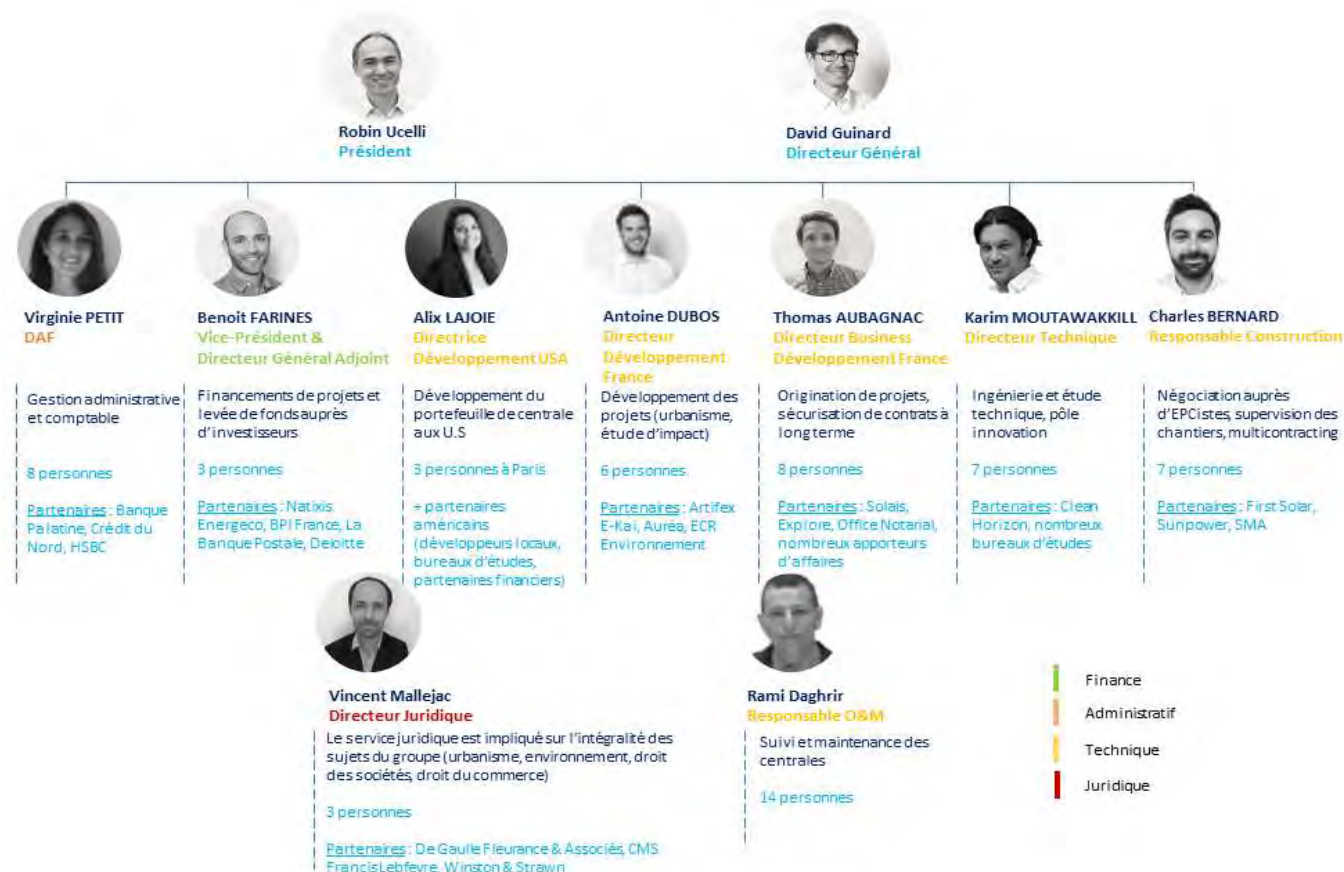 Robin Ucelli
Président
David Guinard
Directeur Général
Virginie PETIT
DAF
Gestion administrative
et comptable
8 personnes
Partenaires : Banque
Palatine, Crédit du
Nord, HSBC
Benoit FARINES
Vice-Président &
Directeur Général Adjoint
Financements de projets et
levée de fonds auprès
d'investisseurs
3 personnes
Partenaires : Natixis
Energeco, BPI France, La
Banque Postale, Deloitte
Alix LAJOIE
Directrice
Développement USA
Développement du
portefeuille de centrale
aux U.S
3 personnes à Paris
+ partenaires
américains
(développeurs locaux,
bureaux d'études,
partenaires financiers)
Antoine DUBOS
Directeur
Développement
France
Développement des
projets (urbanisme,
étude d'impact)
6 personnes
Partenaires : Artifex
E-Kai, Auréa, ECR
Environnement
Thomas AUBAGNAC
Directeur Business
Développement France
Origination de projets,
sécurisation de contrats à
long terme
8 personnes
Partenaires : Solais,
Explore, Office Notarial,
nombreux apporteurs
d'affaires
Karim MOUTAWAKKILL
Directeur Technique
Ingénierie et étude
technique, pôle
innovation
7 personnes
Partenaires : Clean
Horizon, nombreux
bureaux d'études
Charles BERNARD
Responsable Construction
Négociation auprès
d'EPCistes, supervision des
chantiers, multicontracting
7 personnes
Partenaires : First Solar,
Sunpower, SMA
Vincent Mallejac
Directeur Juridique
Le service juridique est impliqué sur l'intégralité des
sujets du groupe (urbanisme, environnement, droit
des sociétés, droit du commerce)
3 personnes
Partenaires : De Gaulle Fleurance & Associés, CMS
Francis Lebfevre, Winston & Strawn
Rami Daghrir
Responsable O&M
Suivi et maintenance des
centrales
14 personnes
Finance
Administratif
Technique
Juridique